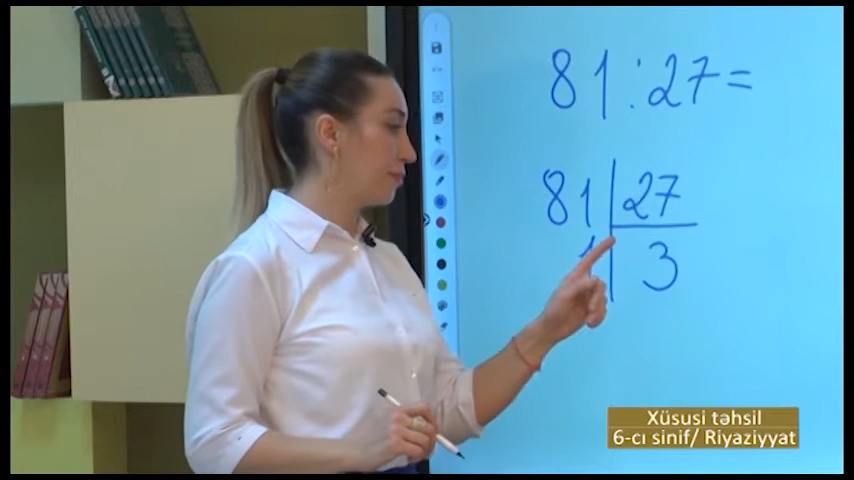 81:27=
81 27
3
Xüsusi təhsil
6-cı sinif/ Riyaziyyat